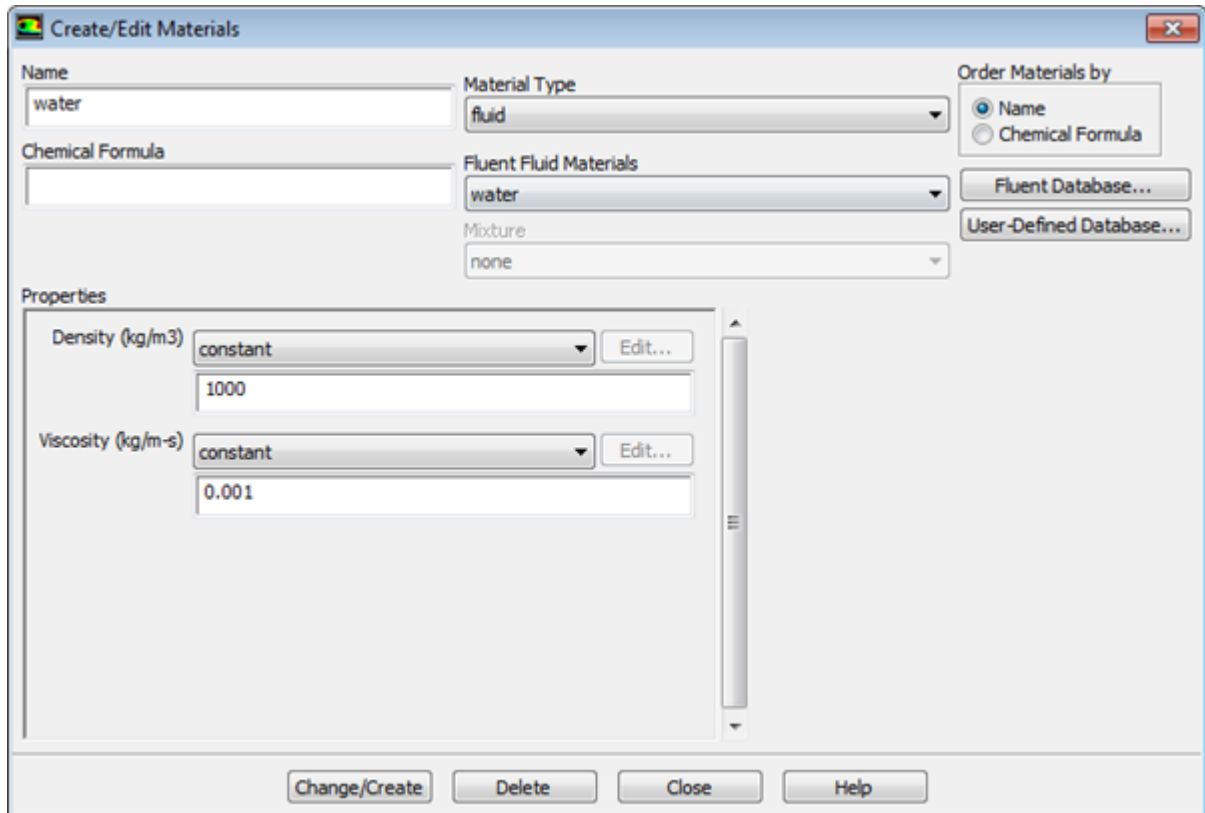 Create/Edit Materials
Name
water
Chemical Formula
Material Type
fluid
Fluent Fluid Materials
water
Mixture
none
Order Materials by
Name
Chemical Formula
Fluent Database...
User-Defined Database...
Properties
Density (kg/m3)
constant
Edit...
1000
Viscosity (kg/m-s)
constant
Edit...
0.001
Change/Create
Delete
Close
Help